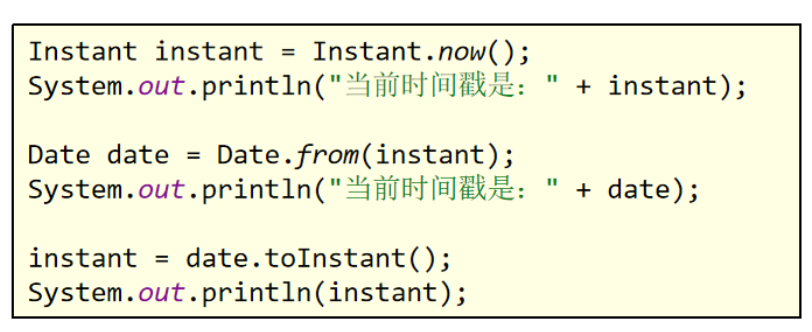 Instant instant = Instant.now();
System.out.println("当前时间戳是：" + instant);
Date date = Date.from(instant);
System.out.println("当前时间戳是：" + date);
instant = date.toInstant();
System.out.println(instant);